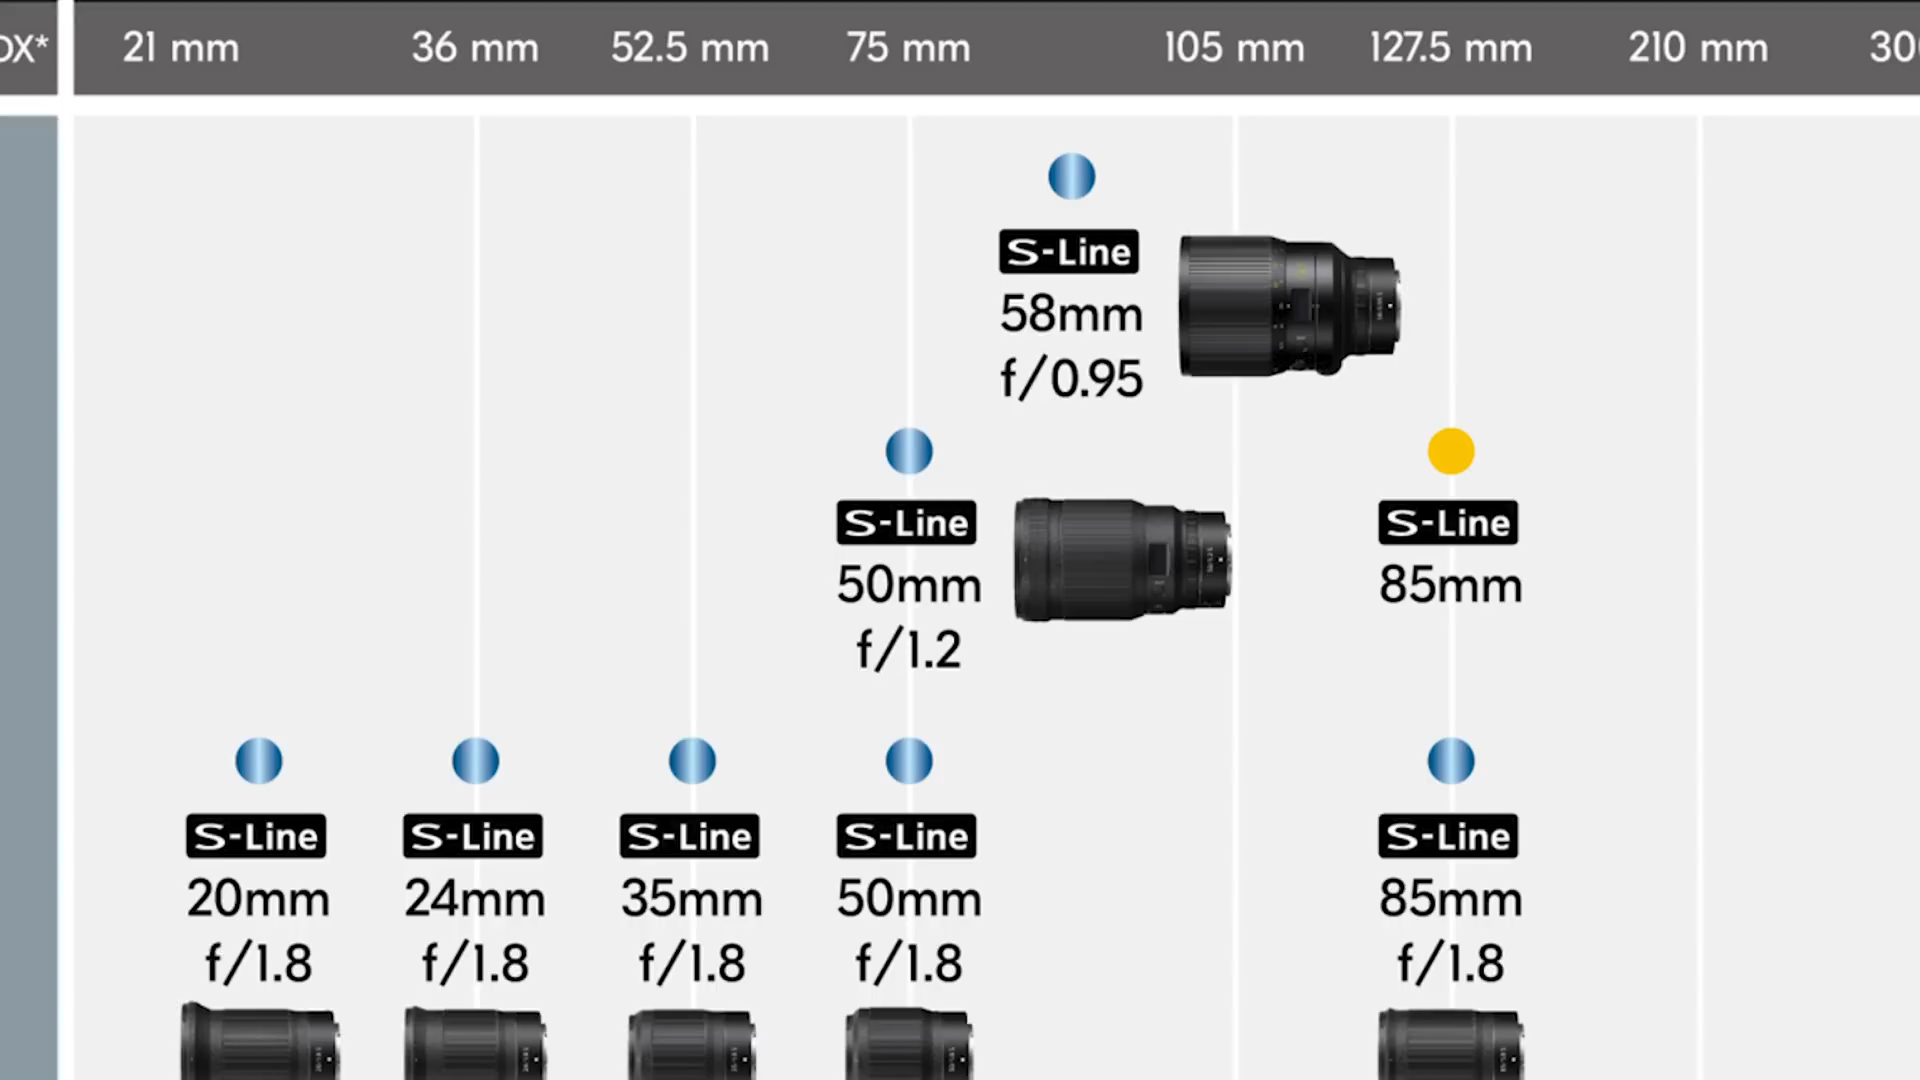 DX* 21 mm 36 mm 52.5 mm 75 mm 105 mm 127.5 mm 210 mm
S-Line
58mm
f/0.95
S-Line
50mm
f/1.2
S-Line
85mm
S-Line
20mm
f/1.8
S-Line
24mm
f/1.8
S-Line
35mm
f/1.8
S-Line
50mm
f/1.8
S-Line
85mm
f/1.8